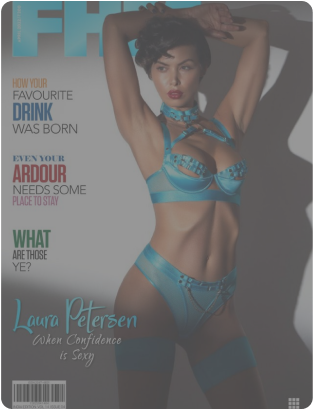 HOW YOUR
FAVOURITE
DRINK
WAS BORN
EVEN YOUR
ARDOUR
NEEDS SOME
PLACE TO STAY
WHAT
ARE THOSE
YE?
Laura Petersen
When Confidence
is Sexy